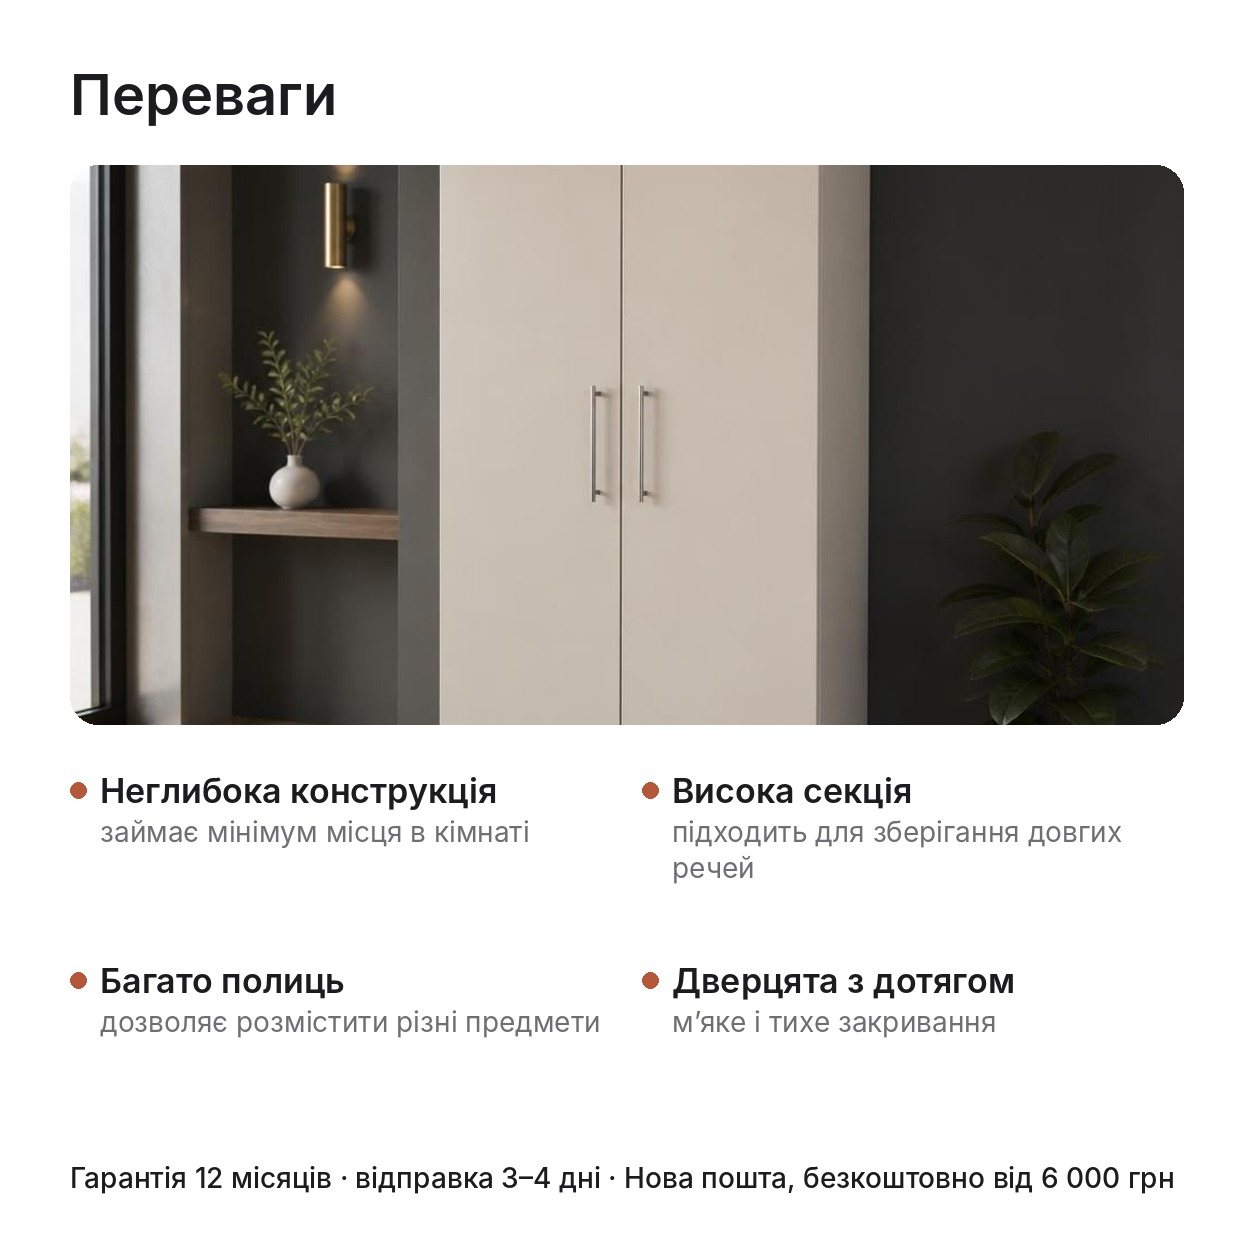 Переваги
Неглибока конструкція
займає мінімум місця в кімнаті
Висока секція
підходить для зберігання довгих
речей
Багато полиць
дозволяє розмістити різні предмети
Дверцята з дотягом
м’яке і тихе закривання
Гарантія 12 місяців · відправка 3–4 дні · Нова пошта, безкоштовно від 6 000 грн